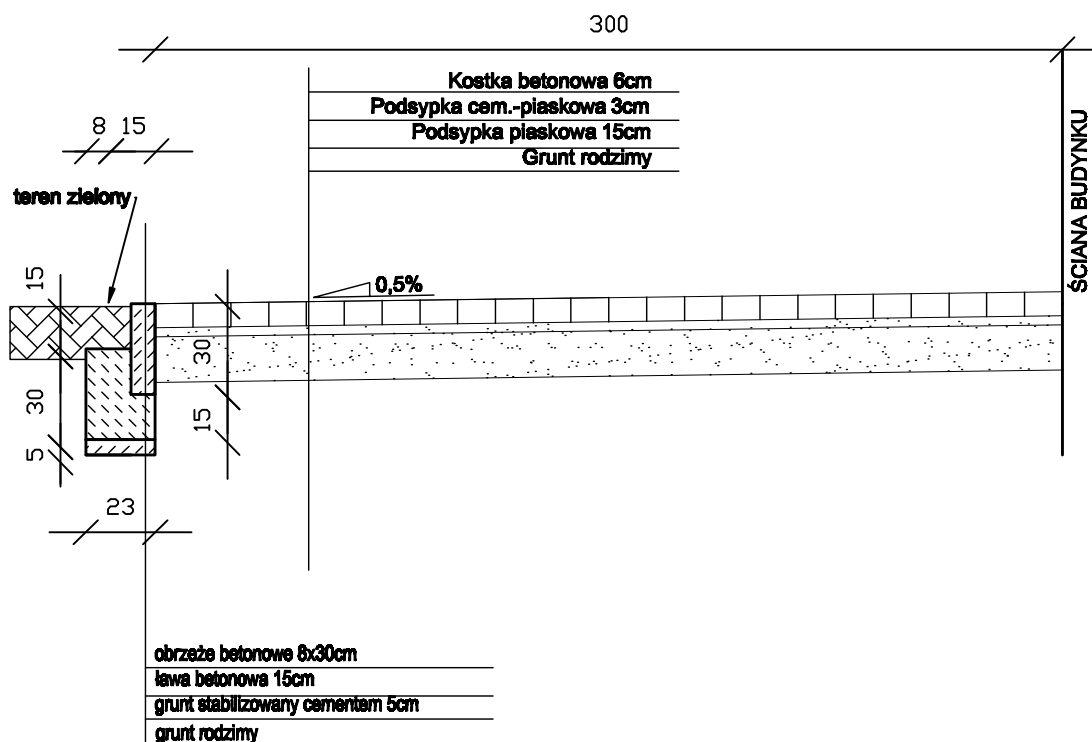 300
Kostka betonowa 6cm
Podsypka cem.-piaskowa 3cm
Podsypka piaskowa 15cm
Grunt rodzimy
8 15
teren zielony
ŚCIANA BUDYNKU
15
0,5%
30
30
15
5
23
obrzeże betonowe 8x30cm
ława betonowa 15cm
grunt stabilizowany cementem 5cm
grunt rodzimy